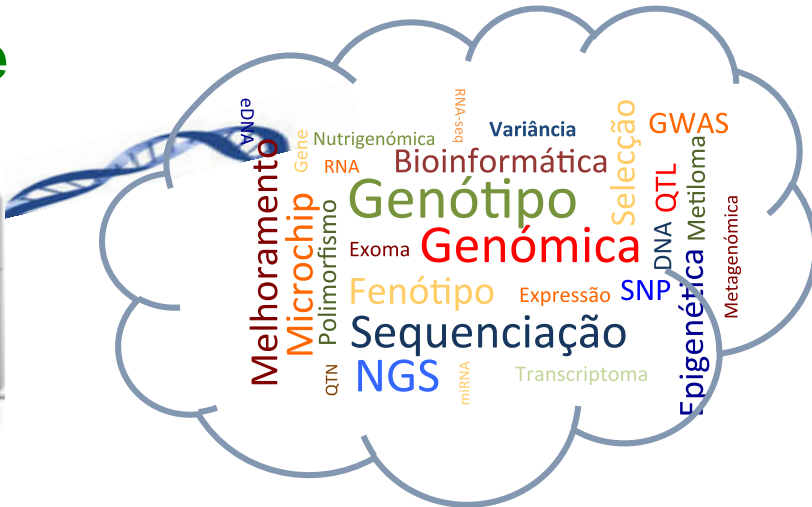 e
eDNA
Melhoramento
Gene
Microchip
Nutrigenómica
RNA
Polimorfismo
RNA-seq
Variância
Bioinformática
Genótipo
Exoma
Genómica
Fenótipo
Expressão
Sequenciação
QTN
NGS
miRNA
Transcriptoma
Selecção
GWAS
QTL
DNA
SNP
Metiloma
Epigenética
Metagenómica